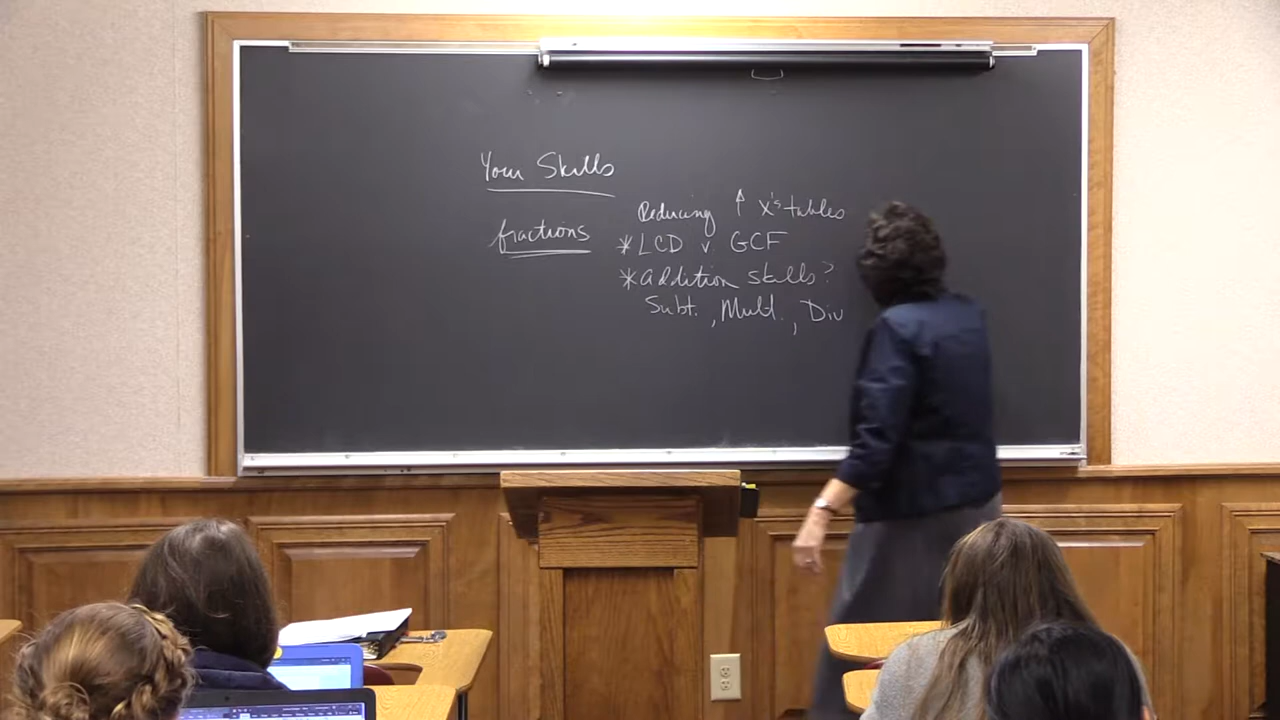 Your Skills
fractions
Reducing ↑ x's tables
*LCD v GCF
*addition skills?
Subt., Mult., Div